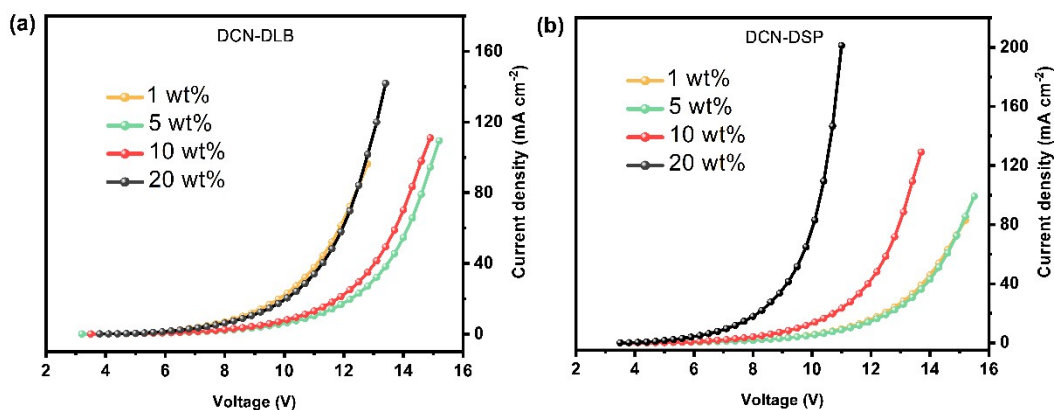 (a)
DCN-DLB
1 wt%
5 wt%
10 wt%
20 wt%
160
120
80
40
0
Current density (mA cm⁻²)
2 4 6 8 10 12 14 16
Voltage (V)
(b)
DCN-DSP
1 wt%
5 wt%
10 wt%
20 wt%
200
160
120
80
40
0
Current density (mA cm⁻²)
2 4 6 8 10 12 14 16
Voltage (V)